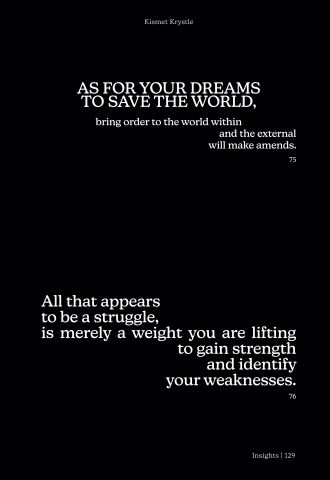 Kismet Krystle
AS FOR YOUR DREAMS
TO SAVE THE WORLD,
bring order to the world within
and the external
will make amends.
75
All that appears
to be a struggle,
is merely a weight you are lifting
to gain strength
and identify
your weaknesses.
76
Insights | 129